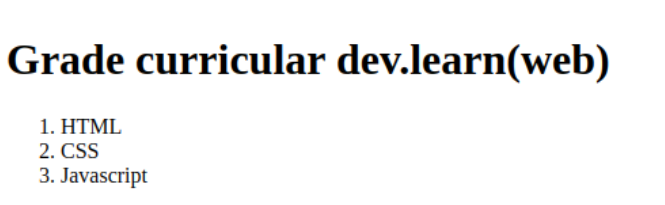 Grade curricular dev.learn(web)
1. HTML
2. CSS
3. Javascript